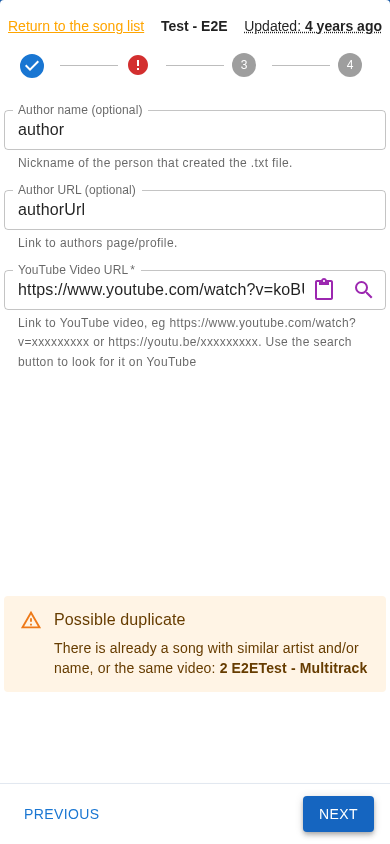 Return to the song list Test - E2E Updated: 4 years ago
3 4
Author name (optional)
author
Nickname of the person that created the .txt file.
Author URL (optional)
authorUrl
Link to authors page/profile.
YouTube Video URL *
https://www.youtube.com/watch?v=koBU
Link to YouTube video, eg https://www.youtube.com/watch?
v=xxxxxxxxx or https://youtu.be/xxxxxxxxx. Use the search
button to look for it on YouTube
Possible duplicate
There is already a song with similar artist and/or
name, or the same video: 2 E2ETest - Multitrack
PREVIOUS NEXT